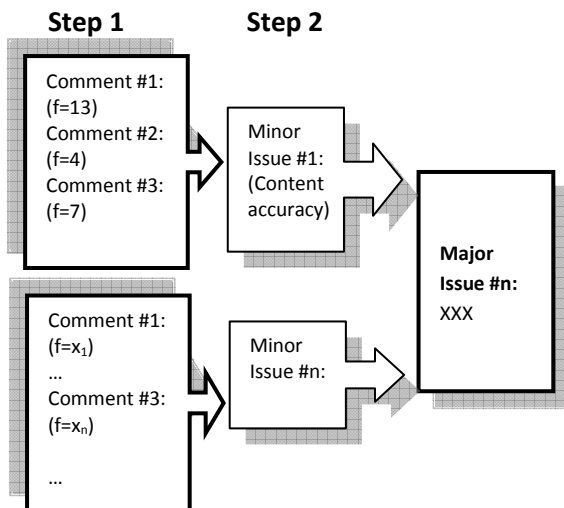 Step 1
Step 2
Comment #1:
(f=13)
Comment #2:
(f=4)
Comment #3:
(f=7)
Minor
Issue #1:
(Content
accuracy)
Major
Issue #n:
XXX
Comment #1:
(f=x₁)
...
Comment #3:
(f=xₙ)
...
Minor
Issue #n: